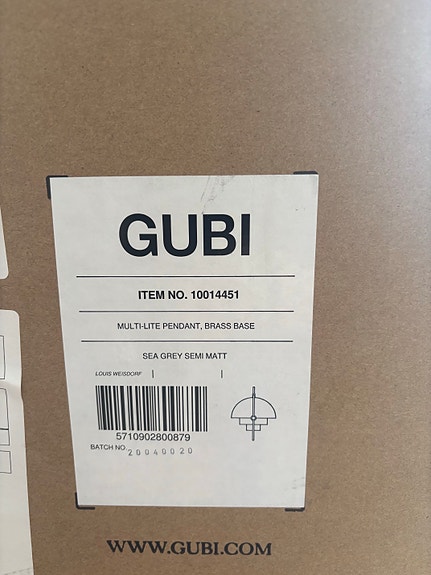 GUBI
ITEM NO. 10014451
MULTI-LITE PENDANT, BRASS BASE
SEA GREY SEMI MATT
LOUIS WEISDORF
5710902800879
BATCH NO: 20040020
WWW.GUBI.COM